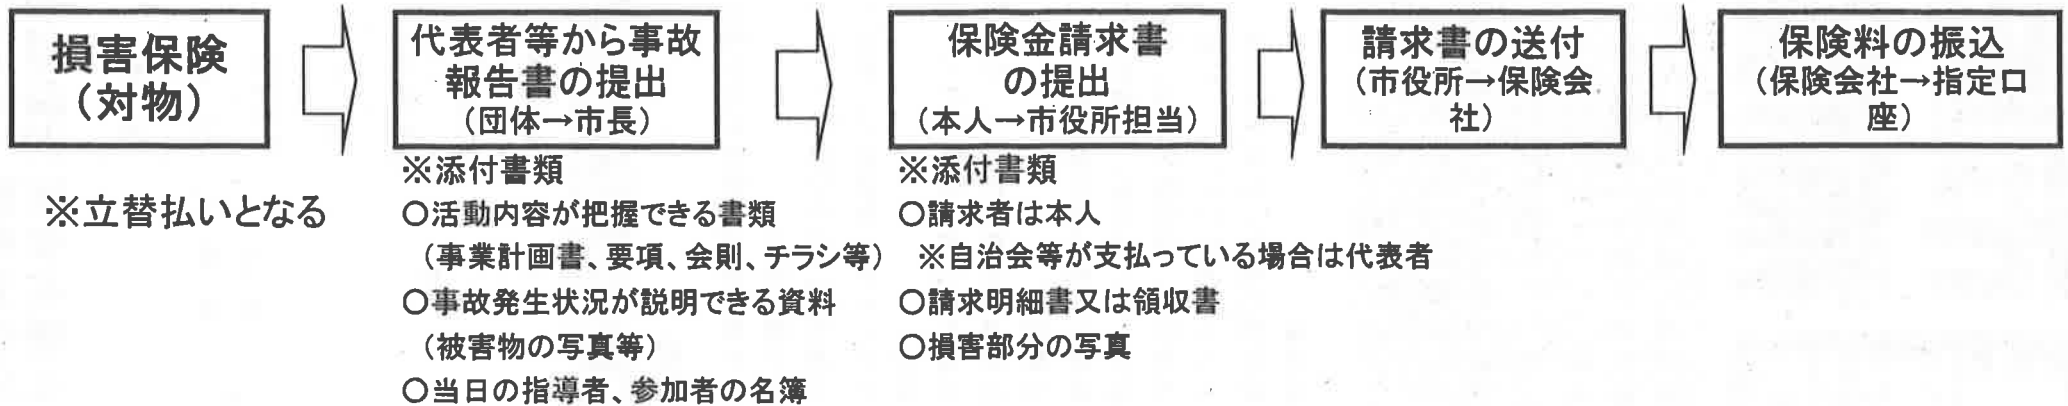 損害保険
（対物）
※立替払いとなる
代表者等から事故
報告書の提出
（団体→市長）
※添付書類
〇活動内容が把握できる書類
（事業計画書、要項、会則、チラシ等）
〇事故発生状況が説明できる資料
（被害物の写真等）
〇当日の指導者、参加者の名簿
保険金請求書
の提出
（本人→市役所担当）
※添付書類
〇請求者は本人
※自治会等が支払っている場合は代表者
〇請求明細書又は領収書
〇損害部分の写真
請求書の送付
（市役所→保険会
社）
保険料の振込
（保険会社→指定口
座）